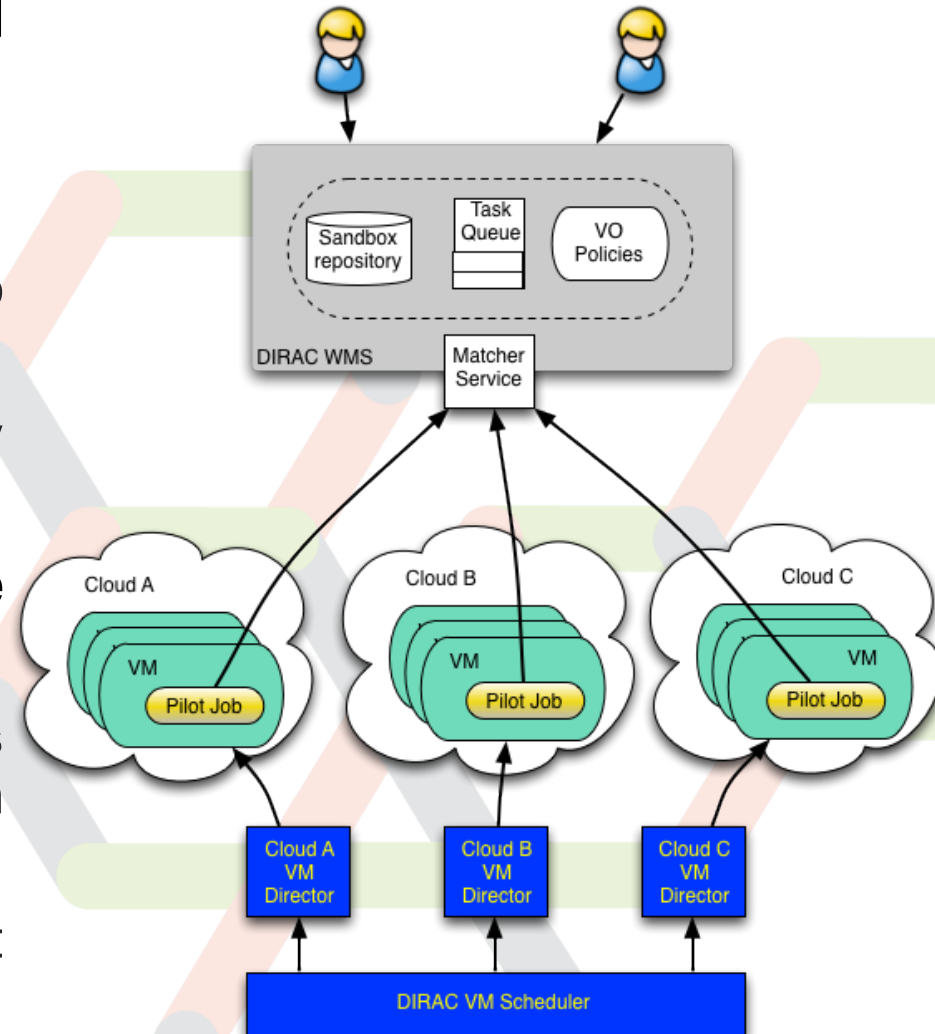 Sandbox
repository
Task
Queue
VO
Policies
DIRAC WMS
Matcher
Service
Cloud A
VM
Pilot Job
Cloud B
VM
Pilot Job
Cloud C
VM
Pilot Job
Cloud A
VM
Director
Cloud B
VM
Director
Cloud C
VM
Director
DIRAC VM Scheduler